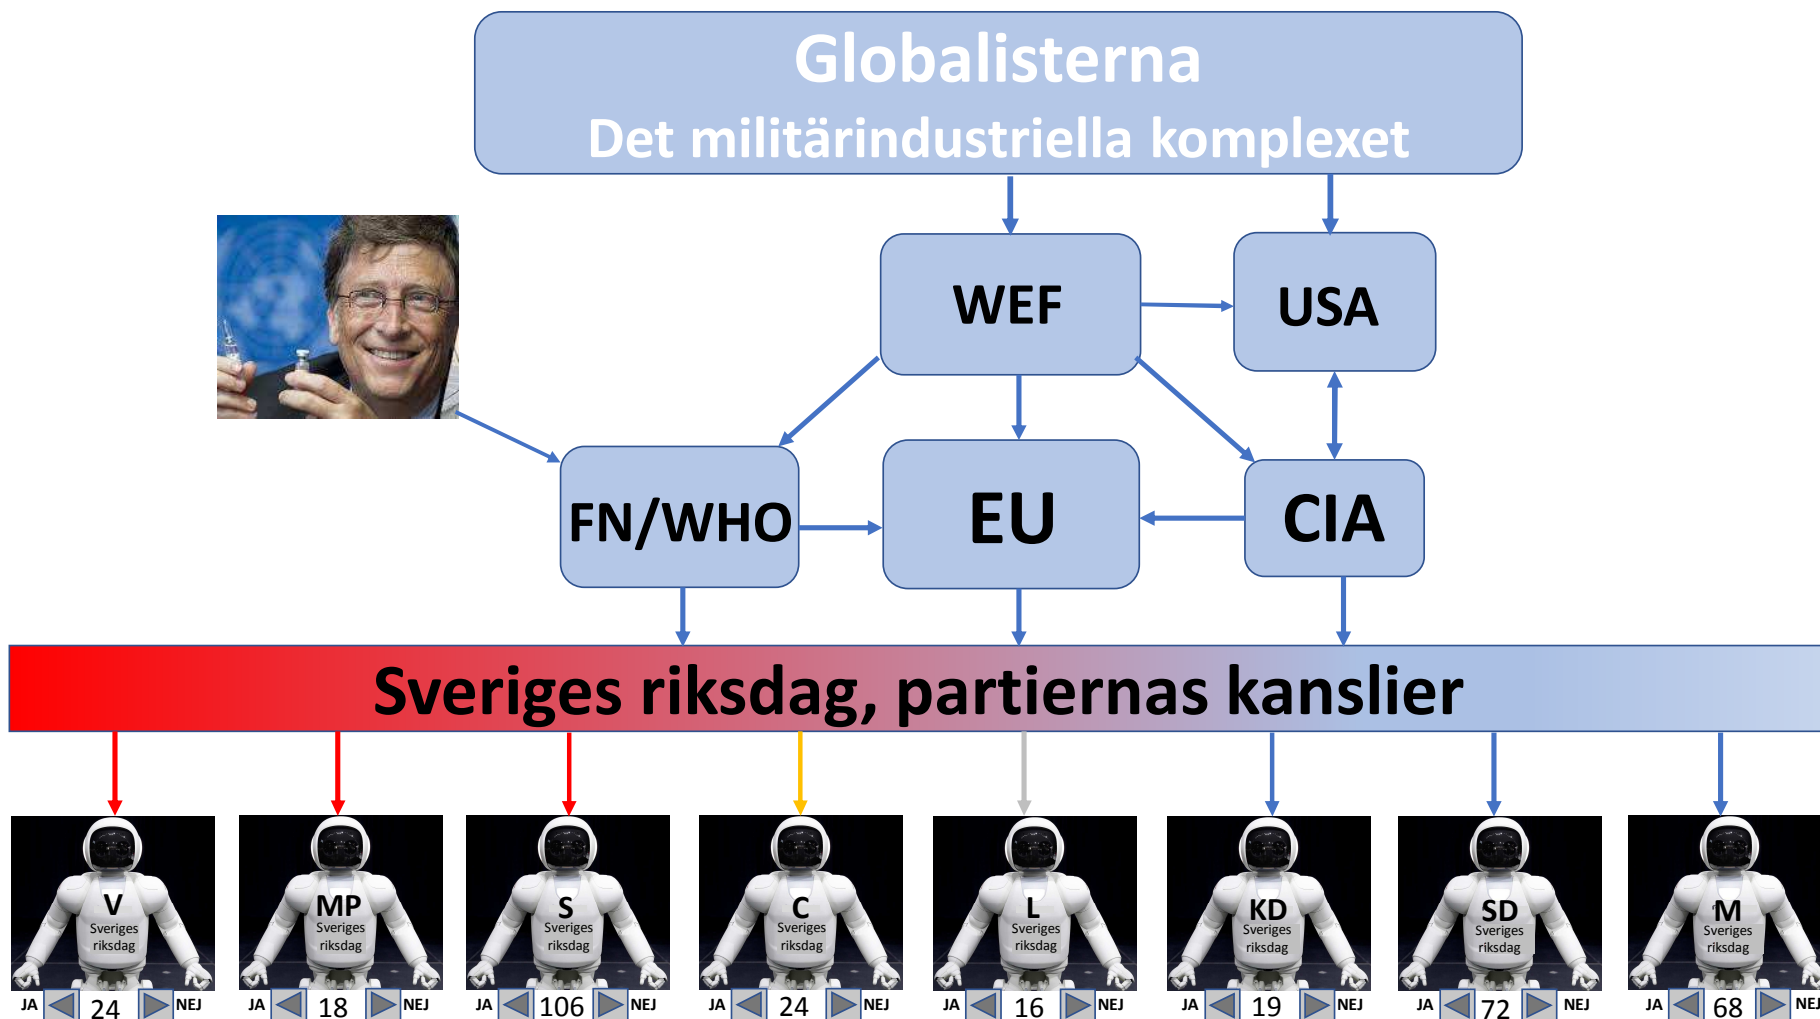 Globalisterna
Det militärindustriella komplexet
WEF
USA
FN/WHO
EU
CIA
Sveriges riksdag, partiernas kanslier
V
Sveriges
riksdag
MP
Sveriges
riksdag
S
Sveriges
riksdag
C
Sveriges
riksdag
L
Sveriges
riksdag
KD
Sveriges
riksdag
SD
Sveriges
riksdag
M
Sveriges
riksdag
JA 24 NEJ
JA 18 NEJ
JA 106 NEJ
JA 24 NEJ
JA 16 NEJ
JA 19 NEJ
JA 72 NEJ
JA 68 NEJ